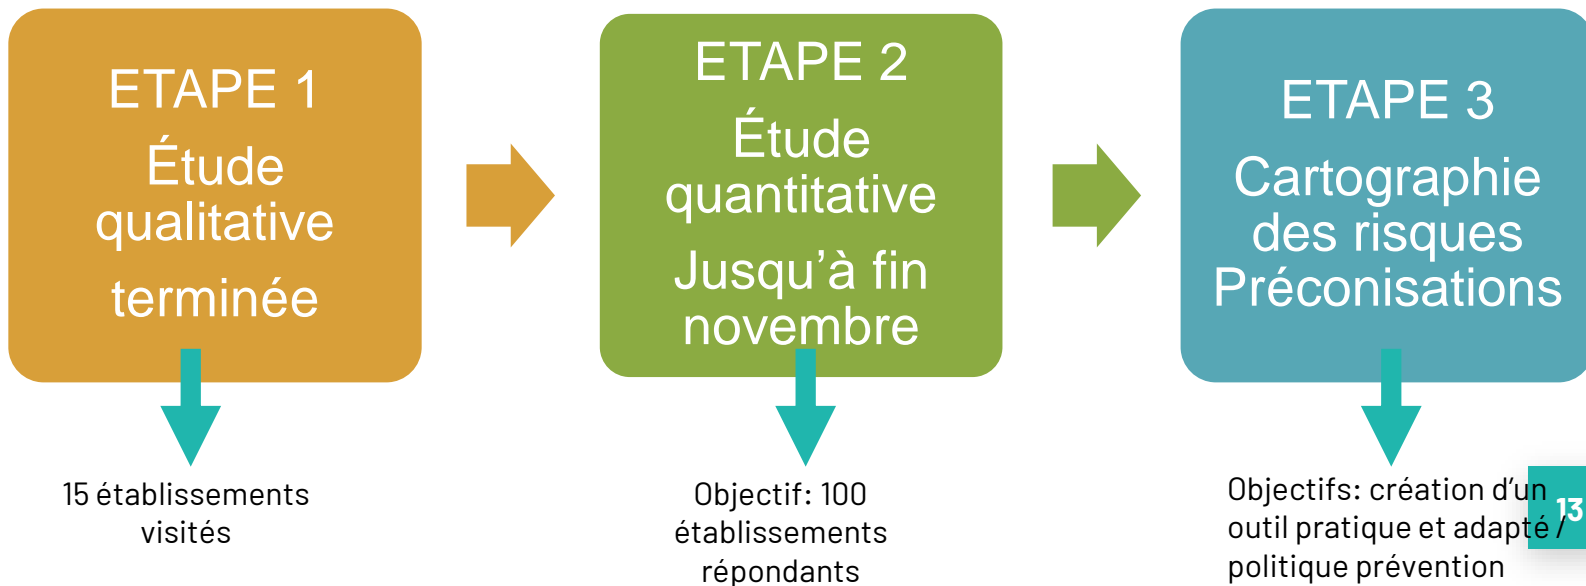 ETAPE 1
Étude
qualitative
terminée
ETAPE 2
Étude
quantitative
Jusqu’à fin
novembre
ETAPE 3
Cartographie
des risques
Préconisations
15 établissements
visités
Objectif: 100
établissements
répondants
Objectifs: création d’un
outil pratique et adapté /
politique prévention
13